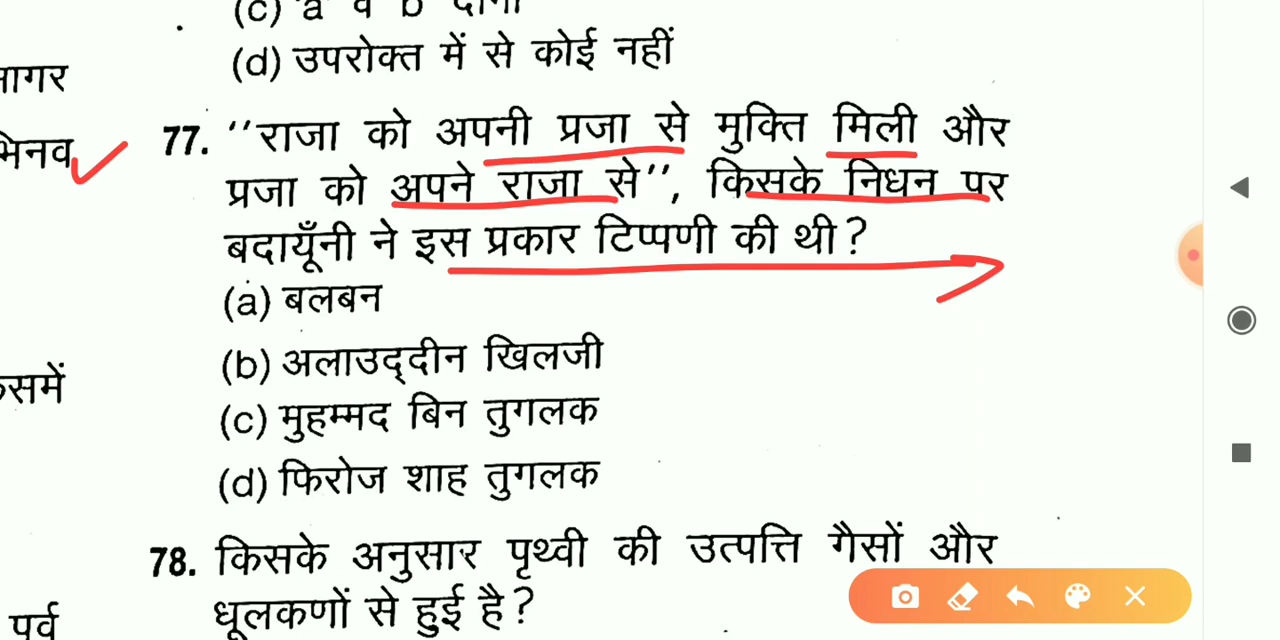 (c) 'a' व 'b' दोनों
(d) उपरोक्त में से कोई नहीं
77. ''राजा को अपनी प्रजा से मुक्ति मिली और
प्रजा को अपने राजा से'', किसके निधन पर
बदायूँनी ने इस प्रकार टिप्पणी की थी?
(a) बलबन
(b) अलाउद्दीन खिलजी
(c) मुहम्मद बिन तुगलक
(d) फिरोज शाह तुगलक
78. किसके अनुसार पृथ्वी की उत्पत्ति गैसों और
धूलकणों से हुई है?